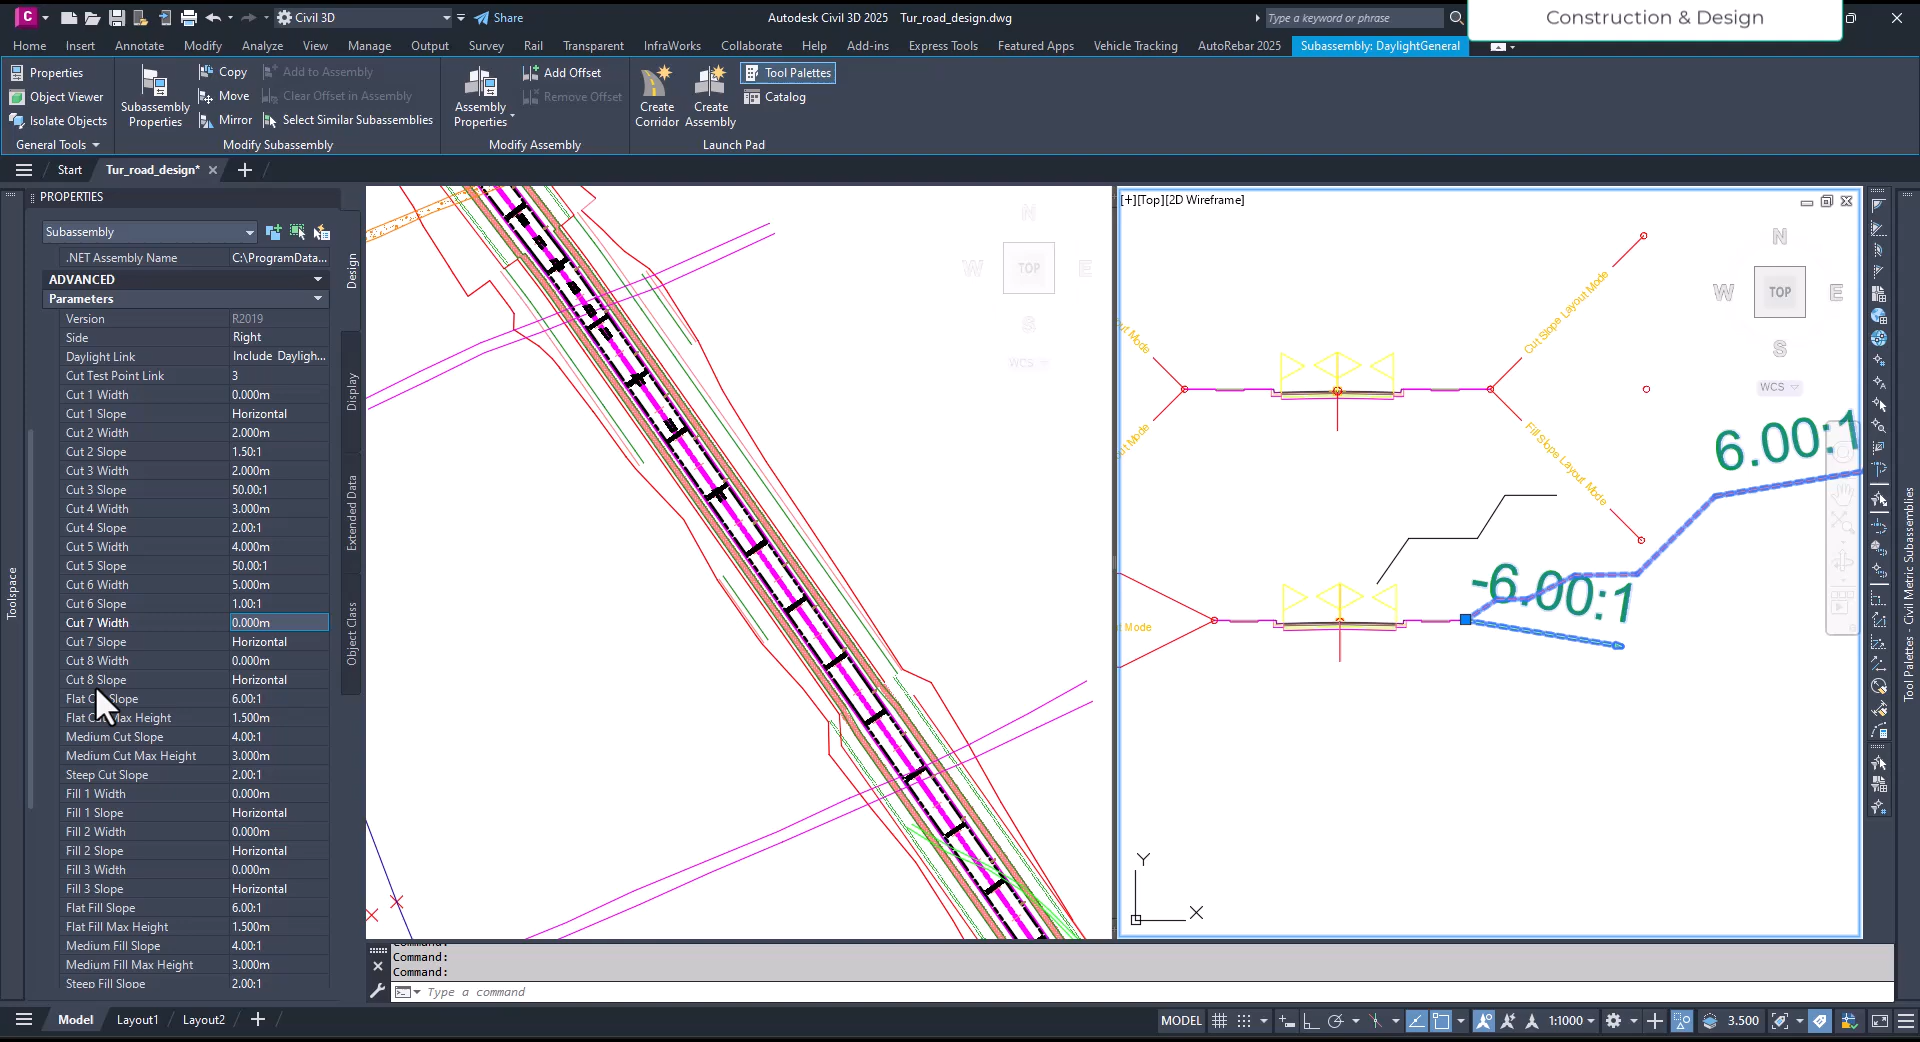 C
Civil 3D
Share
Autodesk Civil 3D 2025 Tur_road_design.dwg
Type a keyword or phrase
Construction & Design
Home Insert Annotate Modify Analyze View Manage Output Survey Rail Transparent InfraWorks Collaborate Help Add-ins Express Tools Featured Apps Vehicle Tracking AutoRebar 2025 Subassembly: DaylightGeneral
Properties
Object Viewer
Isolate Objects
General Tools
Subassembly Properties
Copy
Move
Mirror
Add to Assembly
Clear Offset in Assembly
Select Similar Subassemblies
Modify Subassembly
Assembly Properties
Add Offset
Remove Offset
Modify Assembly
Create Corridor
Create Assembly
Tool Palettes
Catalog
Launch Pad
Start Tur_road_design*
PROPERTIES
Subassembly
.NET Assembly Name C:\ProgramData...
ADVANCED
Parameters
Version R2019
Side Right
Daylight Link Include Dayligh...
Cut Test Point Link 3
Cut 1 Width 0.000m
Cut 1 Slope Horizontal
Cut 2 Width 2.000m
Cut 2 Slope 1.50:1
Cut 3 Width 2.000m
Cut 3 Slope 50.00:1
Cut 4 Width 3.000m
Cut 4 Slope 2.00:1
Cut 5 Width 4.000m
Cut 5 Slope 50.00:1
Cut 6 Width 5.000m
Cut 6 Slope 1.00:1
Cut 7 Width 0.000m
Cut 7 Slope Horizontal
Cut 8 Width 0.000m
Cut 8 Slope Horizontal
Flat C Slope 6.00:1
Flat C Max Height 1.500m
Medium Cut Slope 4.00:1
Medium Cut Max Height 3.000m
Steep Cut Slope 2.00:1
Fill 1 Width 0.000m
Fill 1 Slope Horizontal
Fill 2 Width 0.000m
Fill 2 Slope Horizontal
Fill 3 Width 0.000m
Fill 3 Slope Horizontal
Flat Fill Slope 6.00:1
Flat Fill Max Height 1.500m
Medium Fill Slope 4.00:1
Medium Fill Max Height 3.000m
Steep Fill Slope 2.00:1
Design
Display
Extended Data
Object Class
Toolspace
N
W TOP E
S
WCS
[+][Top][2D Wireframe]
N
W TOP E
S
WCS
ut Mode
ut Mode
Cut Slope Layout Mode
Fill Slope Layout Mode
t Mode
6.00:1
-6.00:1
Y
X
Tool Palettes - Civil Metric Subassemblies
Command:
Command:
Command:
Type a command
Model Layout1 Layout2
MODEL
1:1000
3.500